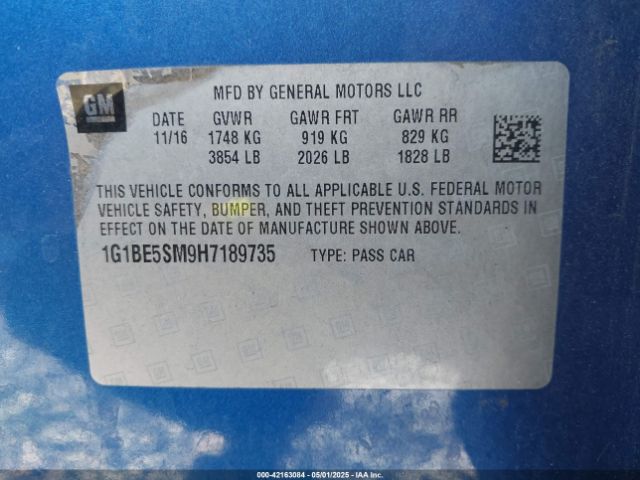 GM
MFD BY GENERAL MOTORS LLC
DATE GVWR GAWR FRT GAWR RR
11/16 1748 KG 919 KG 829 KG
3854 LB 2026 LB 1828 LB
THIS VEHICLE CONFORMS TO ALL APPLICABLE U.S. FEDERAL MOTOR
VEHICLE SAFETY, BUMPER, AND THEFT PREVENTION STANDARDS IN
EFFECT ON THE DATE OF MANUFACTURE SHOWN ABOVE.
1G1BE5SM9H7189735 TYPE: PASS CAR
000-42163084 - 05/01/2025 - IAA Inc.